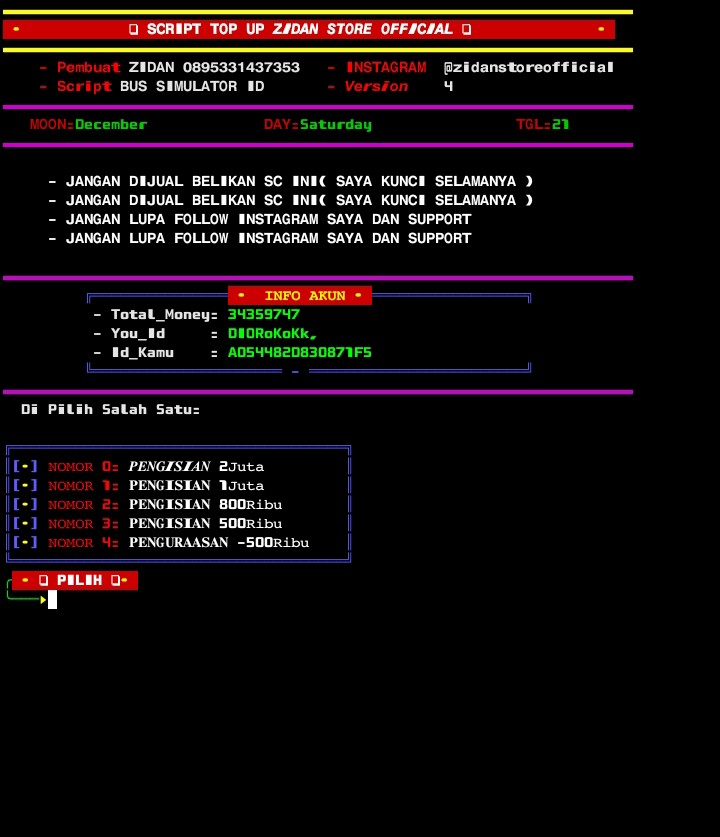 SCRIPT TOP UP ZIDAN STORE OFFICIAL
- Pembuat ZIDAN 0895331437353 - INSTAGRAM @zidanstoreofficial
- Script BUS SIMULATOR ID - Version 4
MOON=December DAY=Saturday TGL=21
- JANGAN DIJUAL BELIKAN SC INI( SAYA KUNCI SELAMANYA )
- JANGAN DIJUAL BELIKAN SC INI( SAYA KUNCI SELAMANYA )
- JANGAN LUPA FOLLOW INSTAGRAM SAYA DAN SUPPORT
- JANGAN LUPA FOLLOW INSTAGRAM SAYA DAN SUPPORT
• INFO AKUN •
- Total_Money: 34359747
- You_Id : DIORoKoKk,
- Id_Kamu : A0544820830871F5
Di Pilih Salah Satu:
[•] NOMOR 0: PENGISIAN 2Juta
[•] NOMOR 1: PENGISIAN 1Juta
[•] NOMOR 2: PENGISIAN 800Ribu
[•] NOMOR 3: PENGISIAN 500Ribu
[•] NOMOR 4: PENGURAASAN -500Ribu
• PILIH •